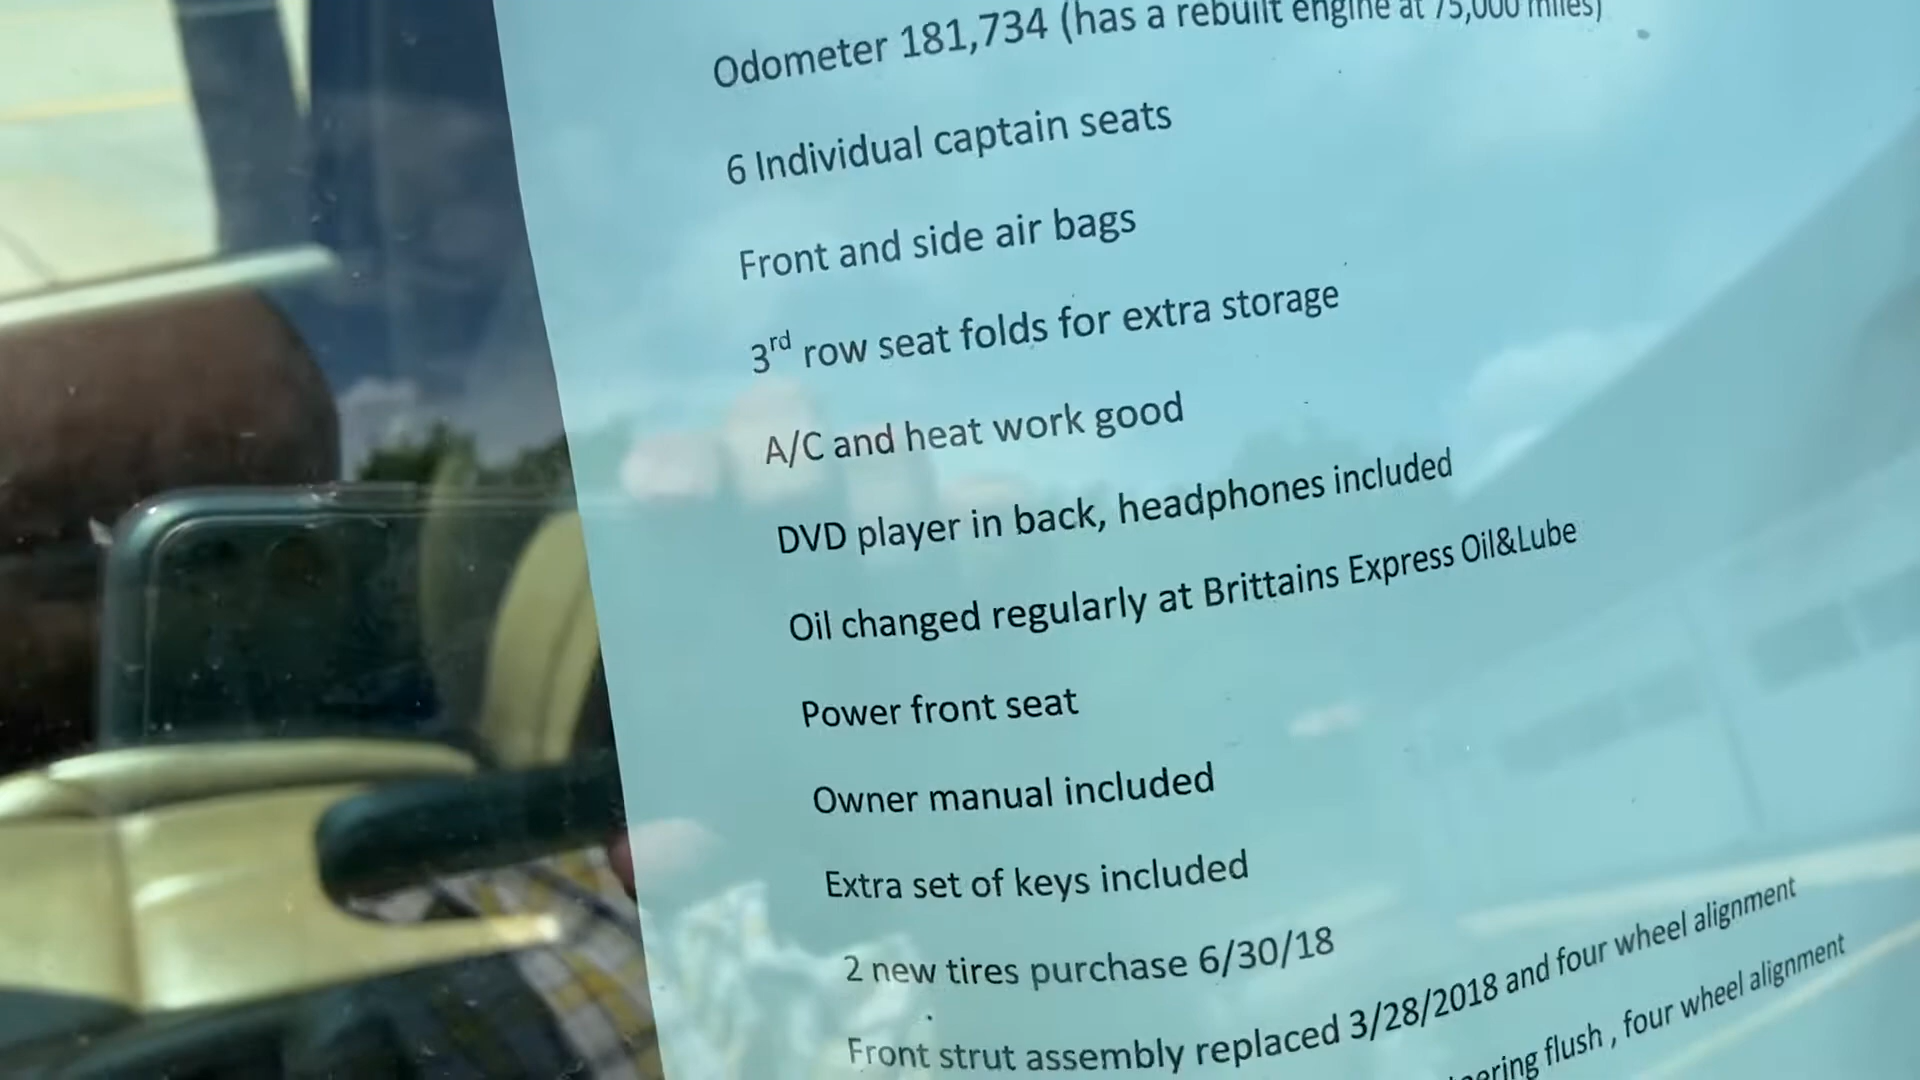 Odometer 181,734 (has a rebuilt engine at 75,000 miles)
6 Individual captain seats
Front and side air bags
3rd row seat folds for extra storage
A/C and heat work good
DVD player in back, headphones included
Oil changed regularly at Brittains Express Oil&Lube
Power front seat
Owner manual included
Extra set of keys included
2 new tires purchase 6/30/18
Front strut assembly replaced 3/28/2018 and four wheel alignment
flush , four wheel alignment